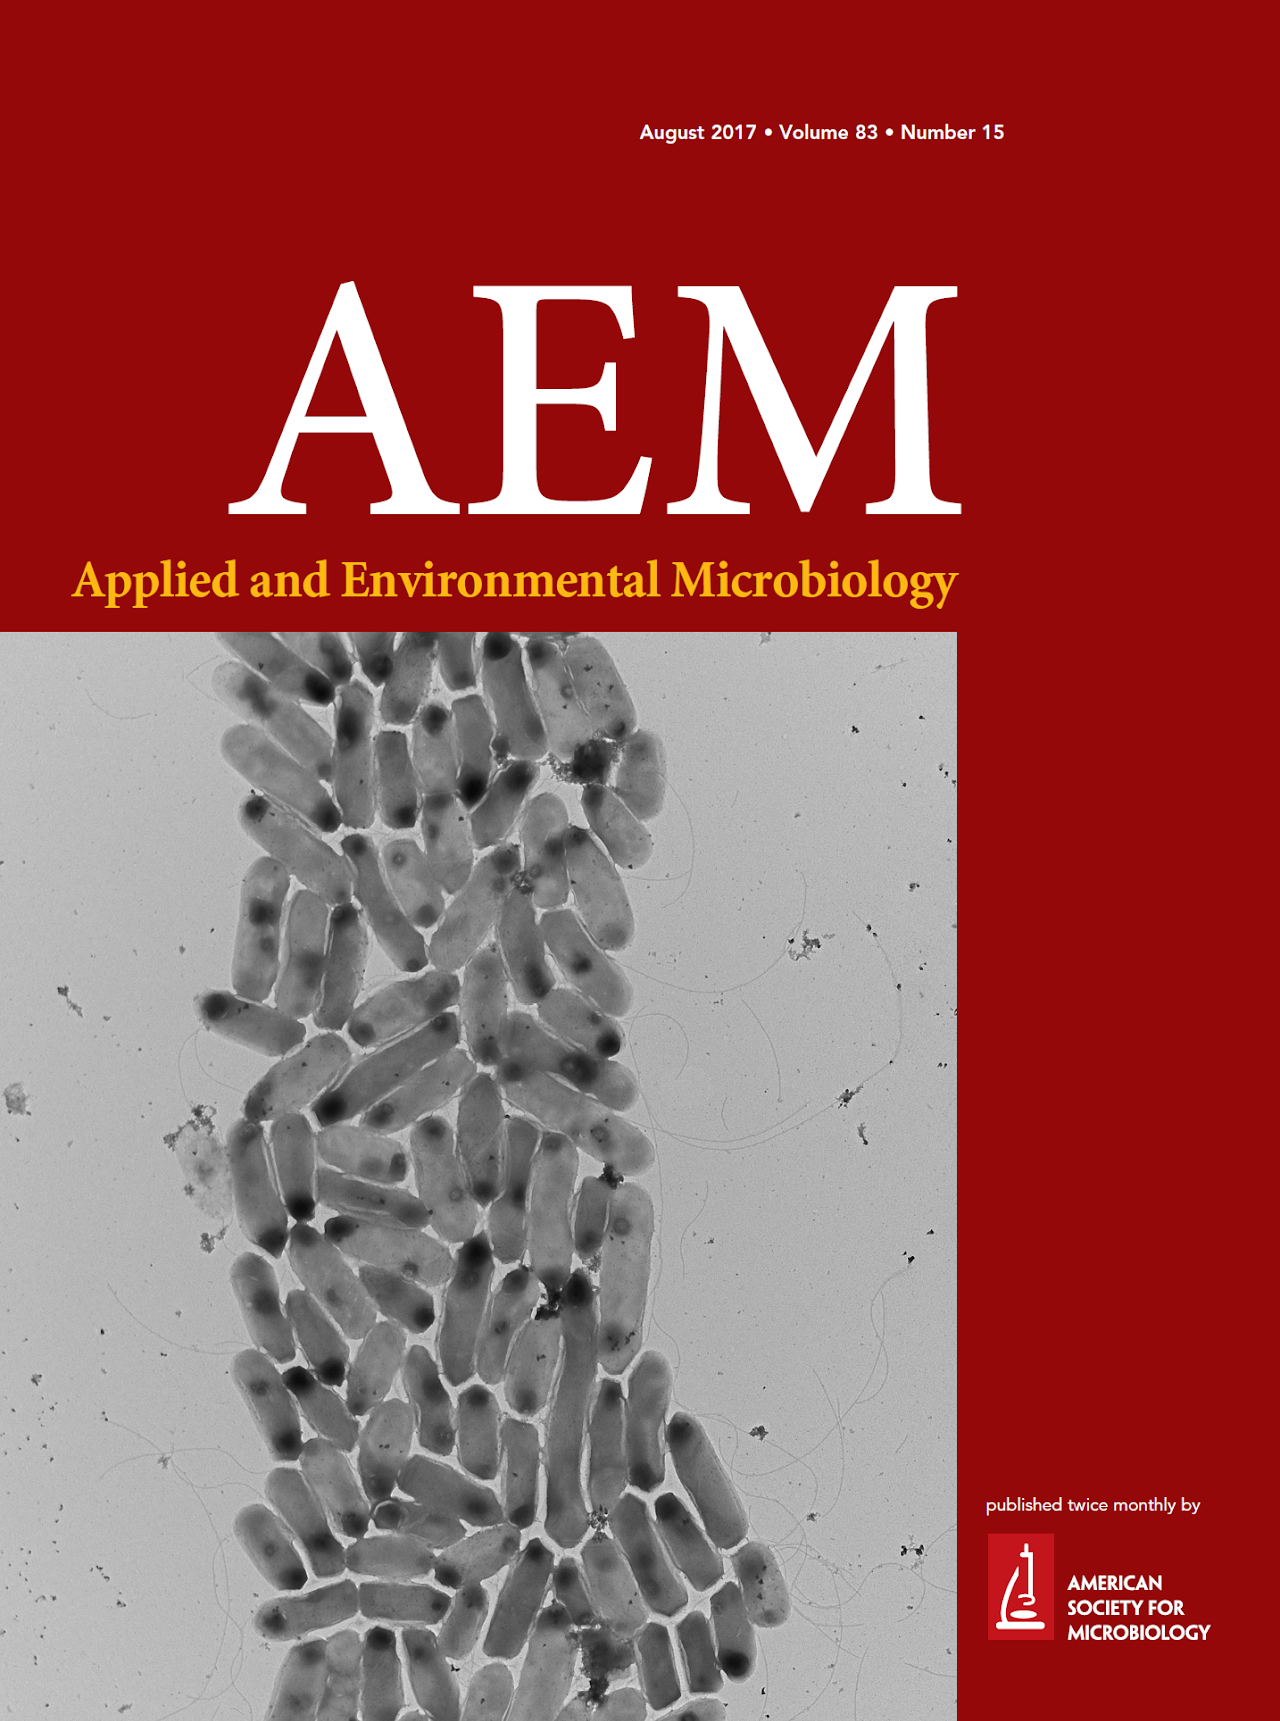 August 2017 • Volume 83 • Number 15
AEM
Applied and Environmental Microbiology
published twice monthly by
AMERICAN
SOCIETY FOR
MICROBIOLOGY